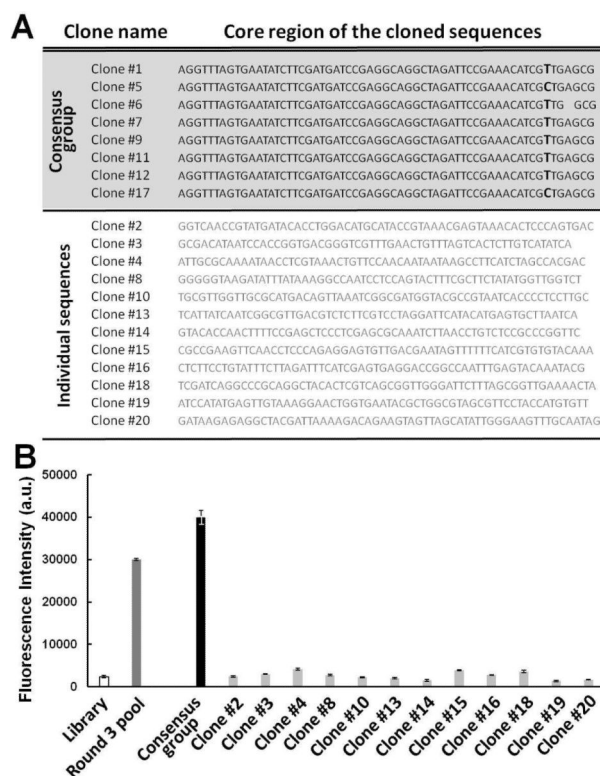 A
Clone name Core region of the cloned sequences
Consensus group
Clone #1 AGGTTTAGTGAATATCTTCGATGATCCGAGGCAGGCTAGATTCCGAAACATCGTTGAGCG
Clone #5 AGGTTTAGTGAATATCTTCGATGATCCGAGGCAGGCTAGATTCCGAAACATCGCTGAGCG
Clone #6 AGGTTTAGTGAATATCTTCGATGATCCGAGGCAGGCTAGATTCCGAAACATCGTTG GCG
Clone #7 AGGTTTAGTGAATATCTTCGATGATCCGAGGCAGGCTAGATTCCGAAACATCGTTGAGCG
Clone #9 AGGTTTAGTGAATATCTTCGATGATCCGAGGCAGGCTAGATTCCGAAACATCGTTGAGCG
Clone #11 AGGTTTAGTGAATATCTTCGATGATCCGAGGCAGGCTAGATTCCGAAACATCGTTGAGCG
Clone #12 AGGTTTAGTGAATATCTTCGATGATCCGAGGCAGGCTAGATTCCGAAACATCGTTGAGCG
Clone #17 AGGTTTAGTGAATATCTTCGATGATCCGAGGCAGGCTAGATTCCGAAACATCGCTGAGCG
Individual sequences
Clone #2 GGTCAACCGTATGATACACCTGGACATGCATACCGTAAACGAGTAAACACTCCCAGTGAC
Clone #3 GCGACATAATCCACCGGTGACGGGTCGTTTGAACTGTTTAGTCACTCTTGTCATATCA
Clone #4 ATTGCGCAAAATAACCTCGTAAACTGTTCCAACAATAATAAGCCTTCATCTAGCCACGAC
Clone #8 GGGGGTAAGATATTTATAAAGGCCAATCCTCCAGTACTTTCGCTTCTATATGGTTGGTCT
Clone #10 TGCGTTGGTTGCGCATGACAGTTAAATCGGCGATGGTACGCCGTAATCACCCCTCCTTGC
Clone #13 TCATTATCAATCGGCGTTGACGTCTCTTCGTCCTAGGATTCATACATGAGTGCTTAATCA
Clone #14 GTACACCAACTTTTCCGAGCTCCCTCGAGCGCAAATCTTAACCTGTCTCCGCCCGGTTC
Clone #15 CGCCGAAGTTCAACCTCCCAGAGGAGTGTTGACGAATAGTTTTTTCATCGTGTGTACAAA
Clone #16 CTCTTCCTGTATTTCTTAGATTTCATCGAGTGAGGACCGGCCAATTTGAGTACAAATACG
Clone #18 TCGATCAGGCCCGCAGGCTACACTCGTCAGCGGTTGGGATTCTTTAGCGGTTGAAAACTA
Clone #19 ATCCATATGAGTTGTAAAGGAACTGGTGAATACGCTGGCGTAGCGTTCCTACCATGTGTT
Clone #20 GATAAGAGAGGCTACGATTAAAAGACAGAAGTAGTTAGCATATTGGGAAGTTTGCAATAG
B
Fluorescence Intensity (a.u.)
50000
40000
30000
20000
10000
0
Library
Round 3 pool
Consensus
group
Clone #2
Clone #3
Clone #4
Clone #8
Clone #10
Clone #13
Clone #14
Clone #15
Clone #16
Clone #18
Clone #19
Clone #20